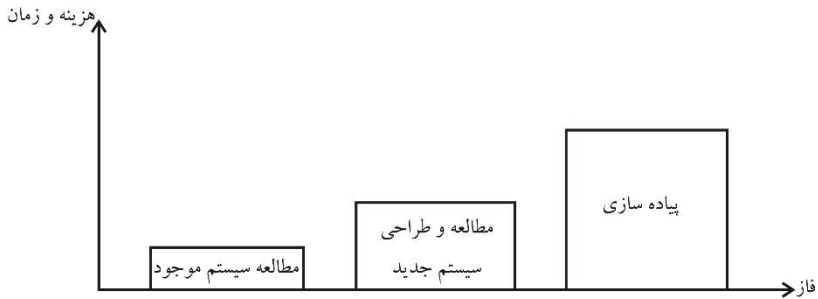 هزینه و زمان
پیاده سازی
مطالعه و طراحی
سیستم جدید
مطالعه سیستم موجود
فاز